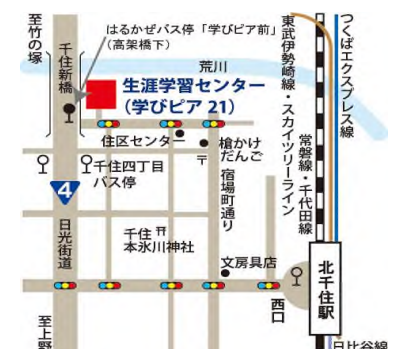 至竹の塚
はるかぜバス停「学びピア前」
（高架橋下）
千住新橋
荒川
生涯学習センター
（学びピア 21）
東武伊勢崎線・スカイツリーライン
つくばエクスプレス線
常磐線・千代田線
住区センター
槍かけ
だんご
千住四丁目
バス停
4
宿場町通り
日光街道
千住
本氷川神社
文房具店
西口
北千住駅
至上野
日比谷線